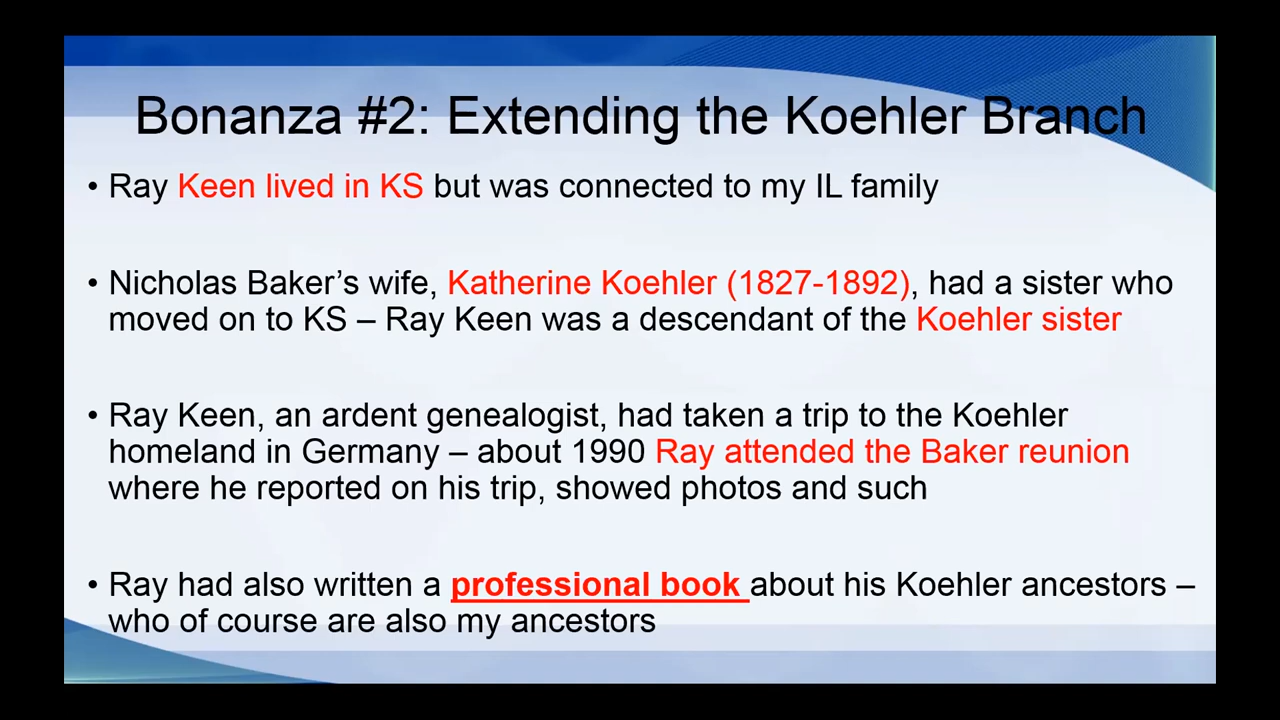 Bonanza #2: Extending the Koehler Branch
• Ray Keen lived in KS but was connected to my IL family
• Nicholas Baker’s wife, Katherine Koehler (1827-1892), had a sister who
moved on to KS – Ray Keen was a descendant of the Koehler sister
• Ray Keen, an ardent genealogist, had taken a trip to the Koehler
homeland in Germany – about 1990 Ray attended the Baker reunion
where he reported on his trip, showed photos and such
• Ray had also written a professional book about his Koehler ancestors –
who of course are also my ancestors